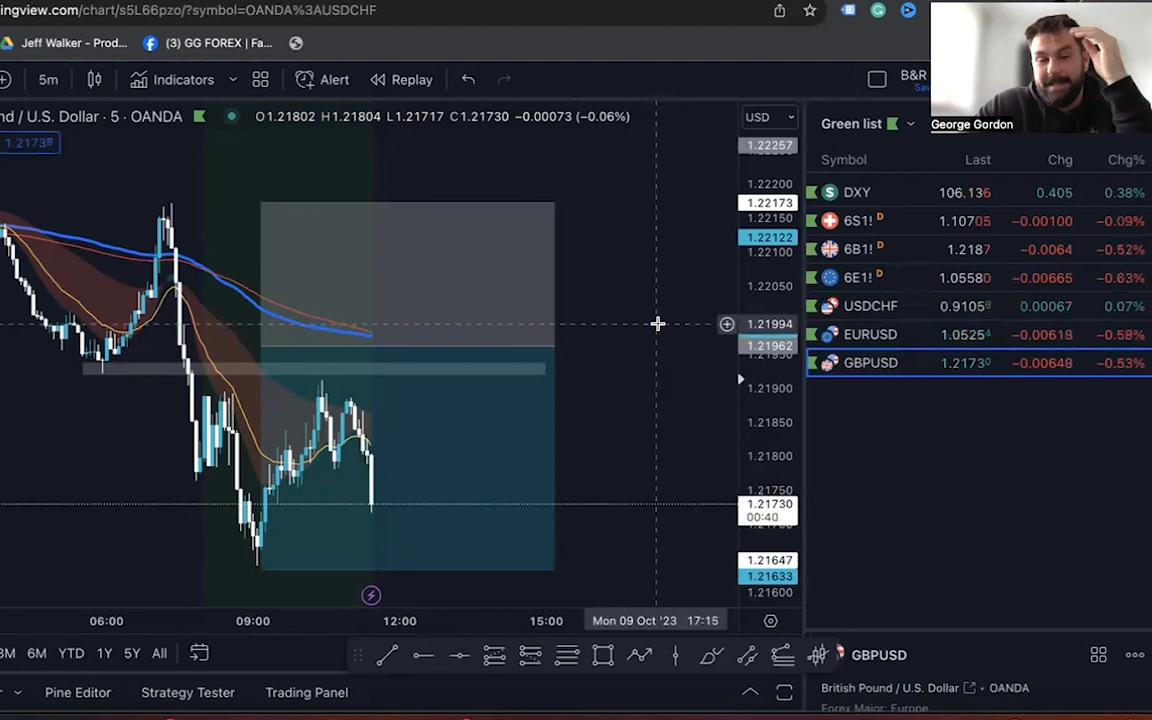 ingview.com/chart/s5L66pzo/?symbol=OANDA%3AUSDCHF
Jeff Walker - Prod... (3) GG FOREX | Fa...
5m Indicators Alert Replay B&R
George Gordon
nd / U.S. Dollar · 5 · OANDA O1.21802 H1.21804 L1.21717 C1.21730 −0.00073 (−0.06%) USD
1.21738
Green list
Symbol Last Chg Chg%
DXY 106.136 0.405 0.38%
6S1! D 1.10705 −0.00100 −0.09%
6B1! D 1.2187 −0.0064 −0.52%
6E1! D 1.05580 −0.00665 −0.63%
USDCHF 0.91056 0.00067 0.07%
EURUSD 1.05254 −0.00618 −0.58%
GBPUSD 1.21730 −0.00648 −0.53%
1.22257
1.22200
1.22173
1.22150
1.22122
1.22100
1.22050
1.21994
1.21962
1.21950
1.21900
1.21850
1.21800
1.21750
1.21730
00:40
1.21647
1.21633
1.21600
06:00 09:00 12:00 15:00 Mon 09 Oct '23 17:15
3M 6M YTD 1Y 5Y All
GBPUSD
Pine Editor Strategy Tester Trading Panel
British Pound / U.S. Dollar OANDA
Forex Major: Europe